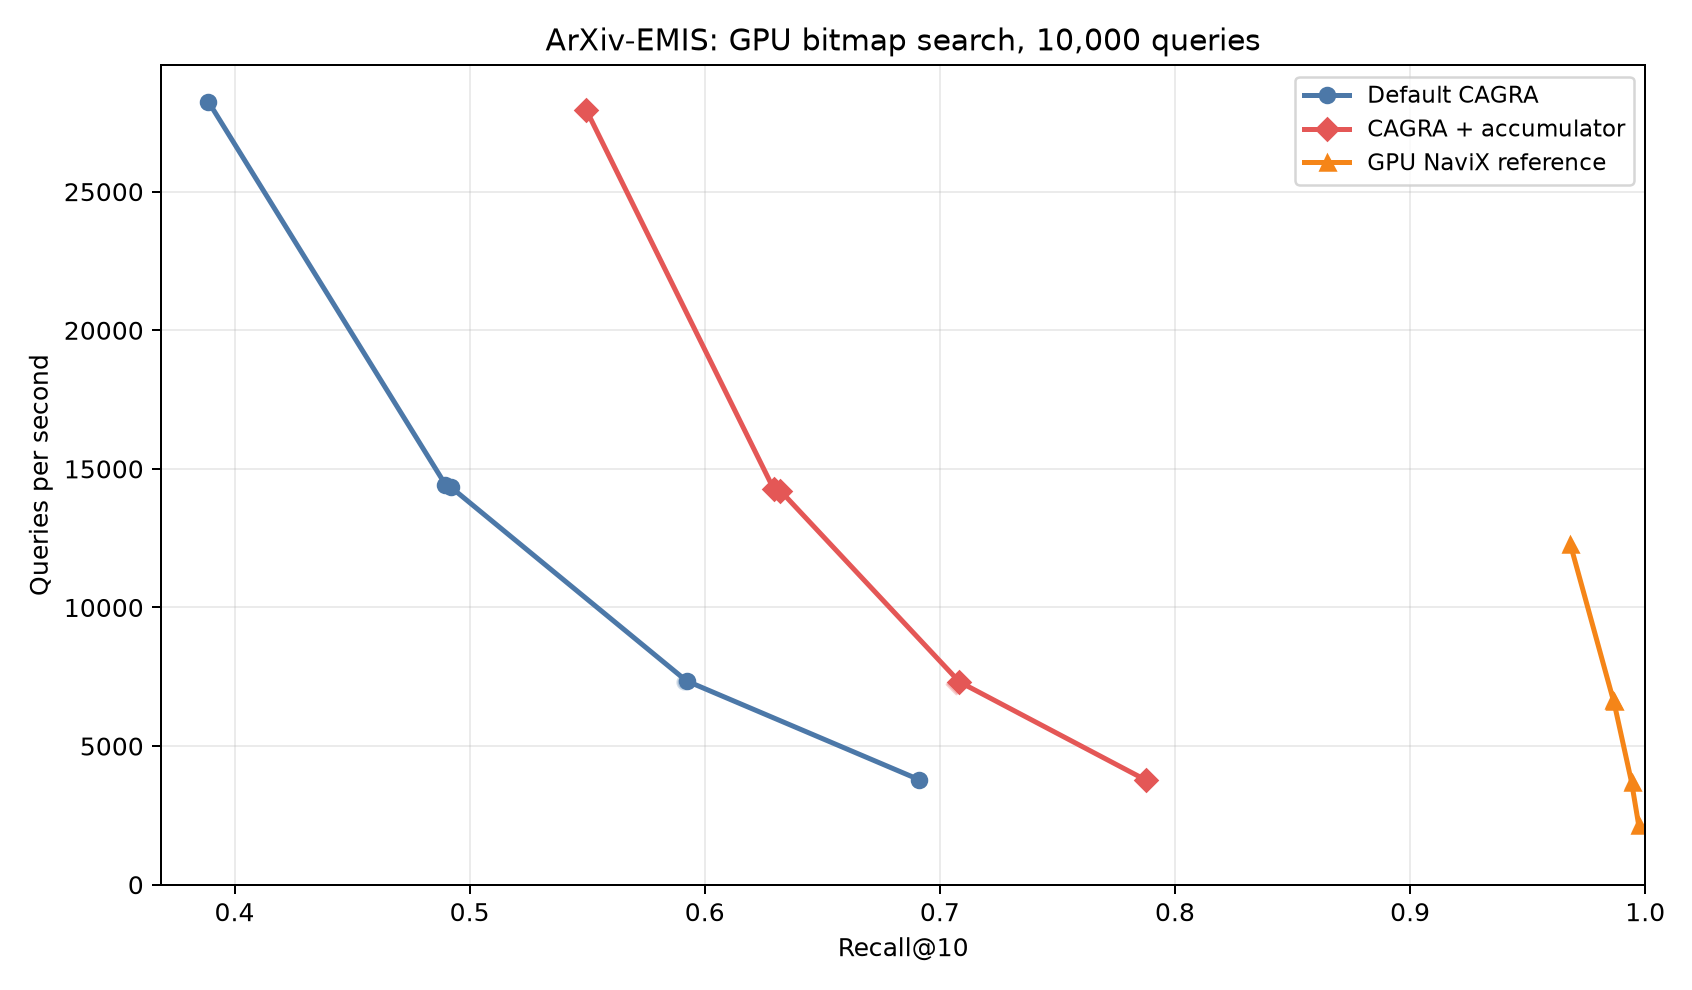 ArXiv-EMIS: GPU bitmap search, 10,000 queries
Default CAGRA
CAGRA + accumulator
GPU NaviX reference
Queries per second
25000
20000
15000
10000
5000
0
0.4 0.5 0.6 0.7 0.8 0.9 1.0
Recall@10